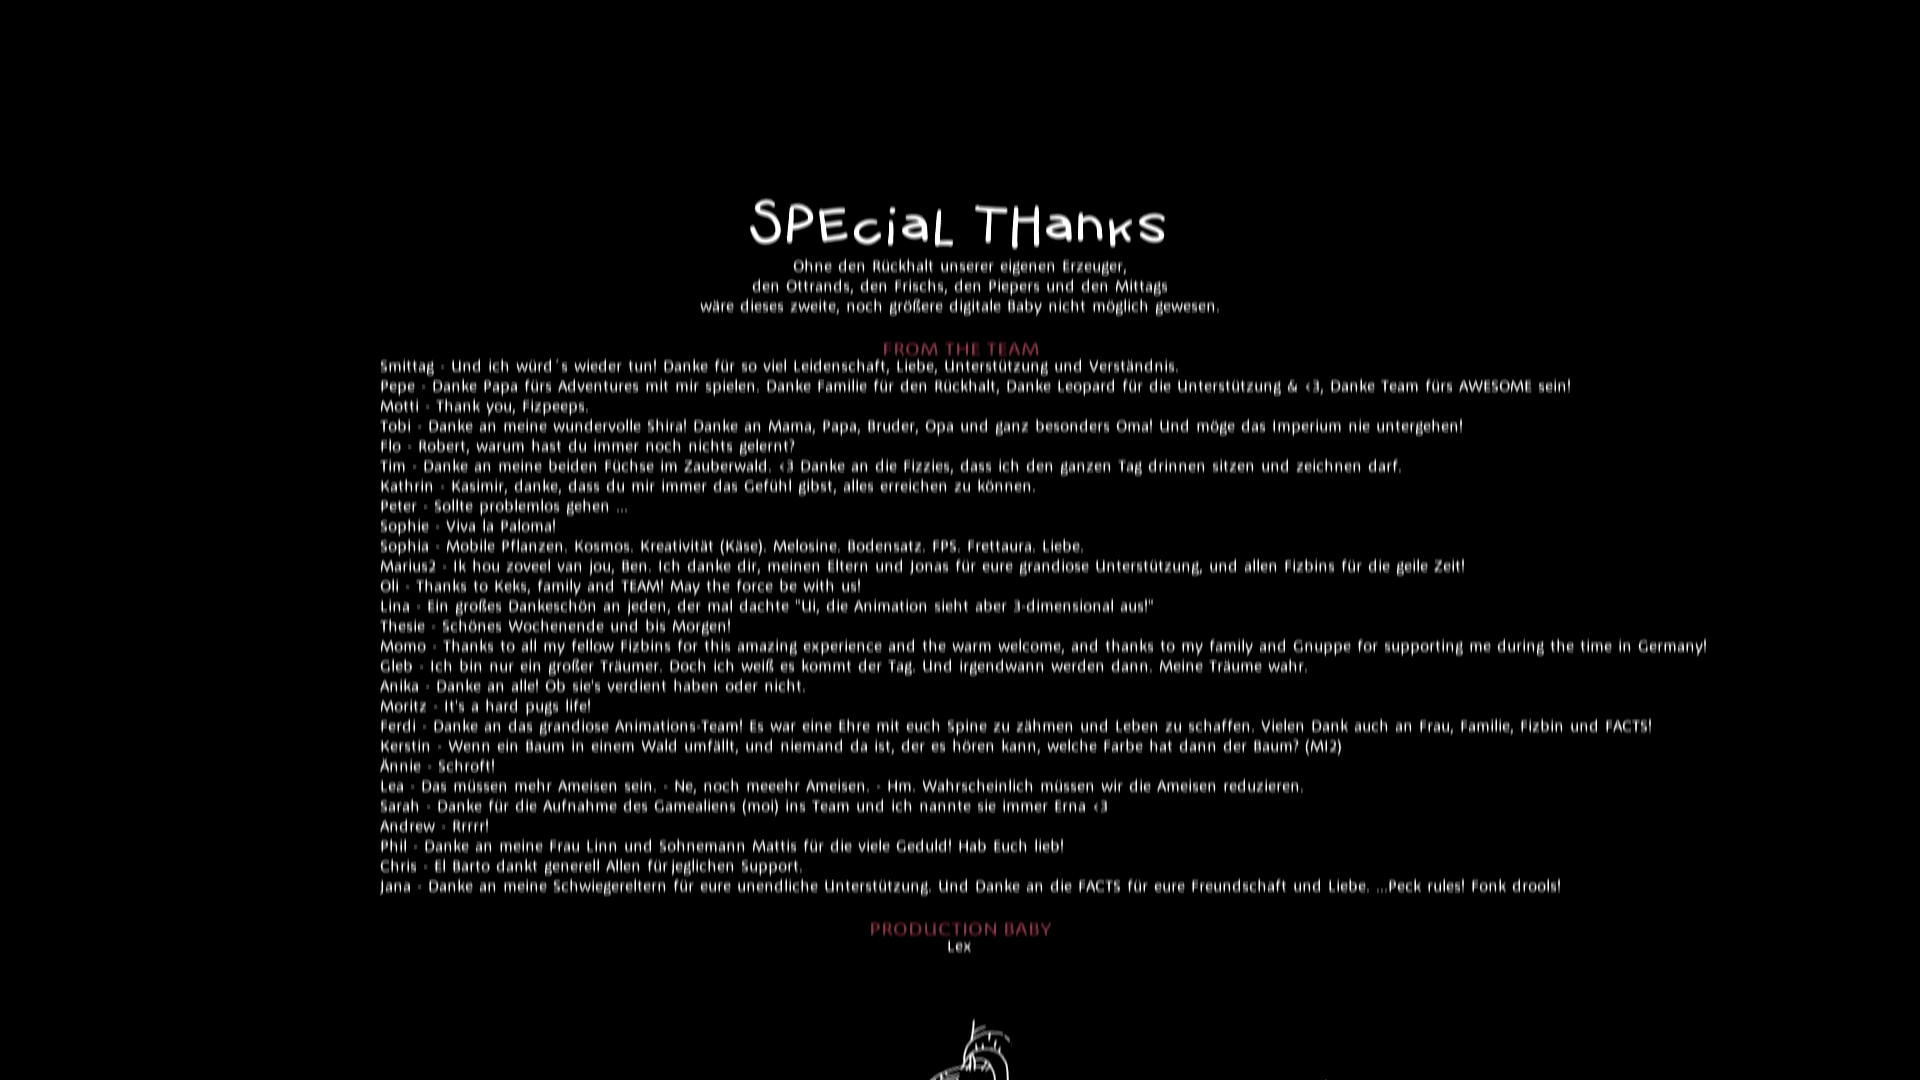 SPECiaL THanKS
Ohne den Rückhalt unserer eigenen Erzeuger,
den Ottrands, den Frischs, den Piepers und den Mittags
wäre dieses zweite, noch größere digitale Baby nicht möglich gewesen.
FROM THE TEAM
Smittag - Und ich würd´s wieder tun! Danke für so viel Leidenschaft, Liebe, Unterstützung und Verständnis.
Pepe - Danke Papa fürs Adventures mit mir spielen. Danke Familie für den Rückhalt, Danke Leopard für die Unterstützung & <3, Danke Team fürs AWESOME sein!
Motti - Thank you, Fizpeeps.
Tobi - Danke an meine wundervolle Shira! Danke an Mama, Papa, Bruder, Opa und ganz besonders Oma! Und möge das Imperium nie untergehen!
Flo - Robert, warum hast du immer noch nichts gelernt?
Tim - Danke an meine beiden Füchse im Zauberwald. <3 Danke an die Fizzies, dass ich den ganzen Tag drinnen sitzen und zeichnen darf.
Kathrin - Kasimir, danke, dass du mir immer das Gefühl gibst, alles erreichen zu können.
Peter - Sollte problemlos gehen ...
Sophie - Viva la Paloma!
Sophia - Mobile Pflanzen. Kosmos. Kreativität (Käse). Melosine. Bodensatz. FPS. Frettaura. Liebe.
Marius2 - Ik hou zoveel van jou, Ben. Ich danke dir, meinen Eltern und Jonas für eure grandiose Unterstützung, und allen Fizbins für die geile Zeit!
Oli - Thanks to Keks, family and TEAM! May the force be with us!
Lina - Ein großes Dankeschön an jeden, der mal dachte "Ui, die Animation sieht aber 3-dimensional aus!"
Thesie - Schönes Wochenende und bis Morgen!
Momo - Thanks to all my fellow Fizbins for this amazing experience and the warm welcome, and thanks to my family and Gnuppe for supporting me during the time in Germany!
Gleb - Ich bin nur ein großer Träumer. Doch ich weiß es kommt der Tag. Und irgendwann werden dann. Meine Träume wahr.
Anika - Danke an alle! Ob sie's verdient haben oder nicht.
Moritz - It's a hard pugs life!
Ferdi - Danke an das grandiose Animations-Team! Es war eine Ehre mit euch Spine zu zähmen und Leben zu schaffen. Vielen Dank auch an Frau, Familie, Fizbin und FACTS!
Kerstin - Wenn ein Baum in einem Wald umfällt, und niemand da ist, der es hören kann, welche Farbe hat dann der Baum? (MI2)
Ännie - Schroft!
Lea - Das müssen mehr Ameisen sein. - Ne, noch meeehr Ameisen. - Hm. Wahrscheinlich müssen wir die Ameisen reduzieren.
Sarah - Danke für die Aufnahme des Gamealiens (moi) ins Team und ich nannte sie immer Erna <3
Andrew - Rrrrr!
Phil - Danke an meine Frau Linn und Sohnemann Mattis für die viele Geduld! Hab Euch lieb!
Chris - El Barto dankt generell Allen für jeglichen Support.
Jana - Danke an meine Schwiegereltern für eure unendliche Unterstützung. Und Danke an die FACTS für eure Freundschaft und Liebe. ...Peck rules! Fonk drools!
PRODUCTION BABY
Lex